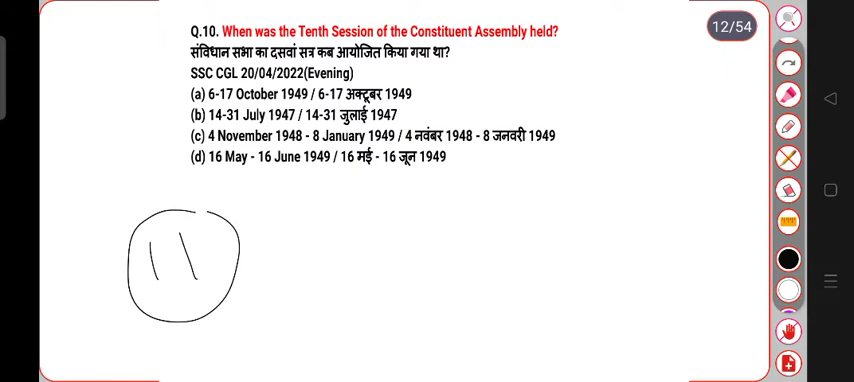 12/54
Q.10. When was the Tenth Session of the Constituent Assembly held?
संविधान सभा का दसवां सत्र कब आयोजित किया गया था?
SSC CGL 20/04/2022(Evening)
(a) 6-17 October 1949 / 6-17 अक्टूबर 1949
(b) 14-31 July 1947 / 14-31 जुलाई 1947
(c) 4 November 1948 - 8 January 1949 / 4 नवंबर 1948 - 8 जनवरी 1949
(d) 16 May - 16 June 1949 / 16 मई - 16 जून 1949
11